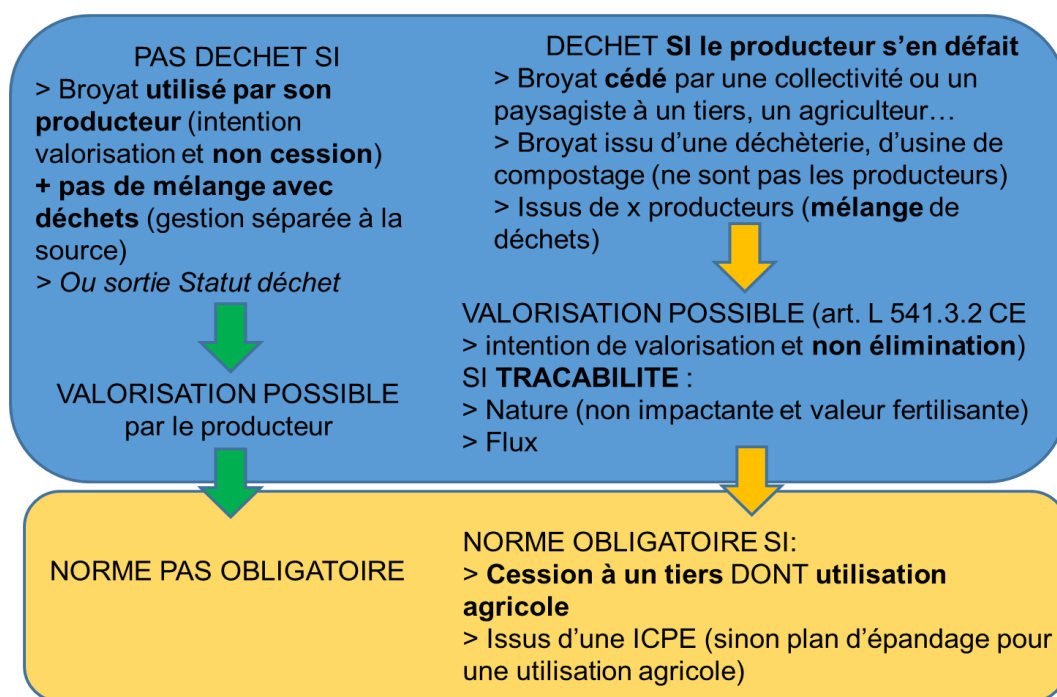 PAS DECHET SI
> Broyat utilisé par son
producteur (intention
valorisation et non cession)
+ pas de mélange avec
déchets (gestion séparée à la
source)
> Ou sortie Statut déchet
VALORISATION POSSIBLE
par le producteur
NORME PAS OBLIGATOIRE
DECHET SI le producteur s’en défait
> Broyat cédé par une collectivité ou un
paysagiste à un tiers, un agriculteur…
> Broyat issu d’une déchèterie, d’usine de
compostage (ne sont pas les producteurs)
> Issus de x producteurs (mélange de
déchets)
VALORISATION POSSIBLE (art. L 541.3.2 CE
> intention de valorisation et non élimination)
SI TRACABILITE :
> Nature (non impactante et valeur fertilisante)
> Flux
NORME OBLIGATOIRE SI:
> Cession à un tiers DONT utilisation
agricole
> Issus d’une ICPE (sinon plan d’épandage pour
une utilisation agricole)